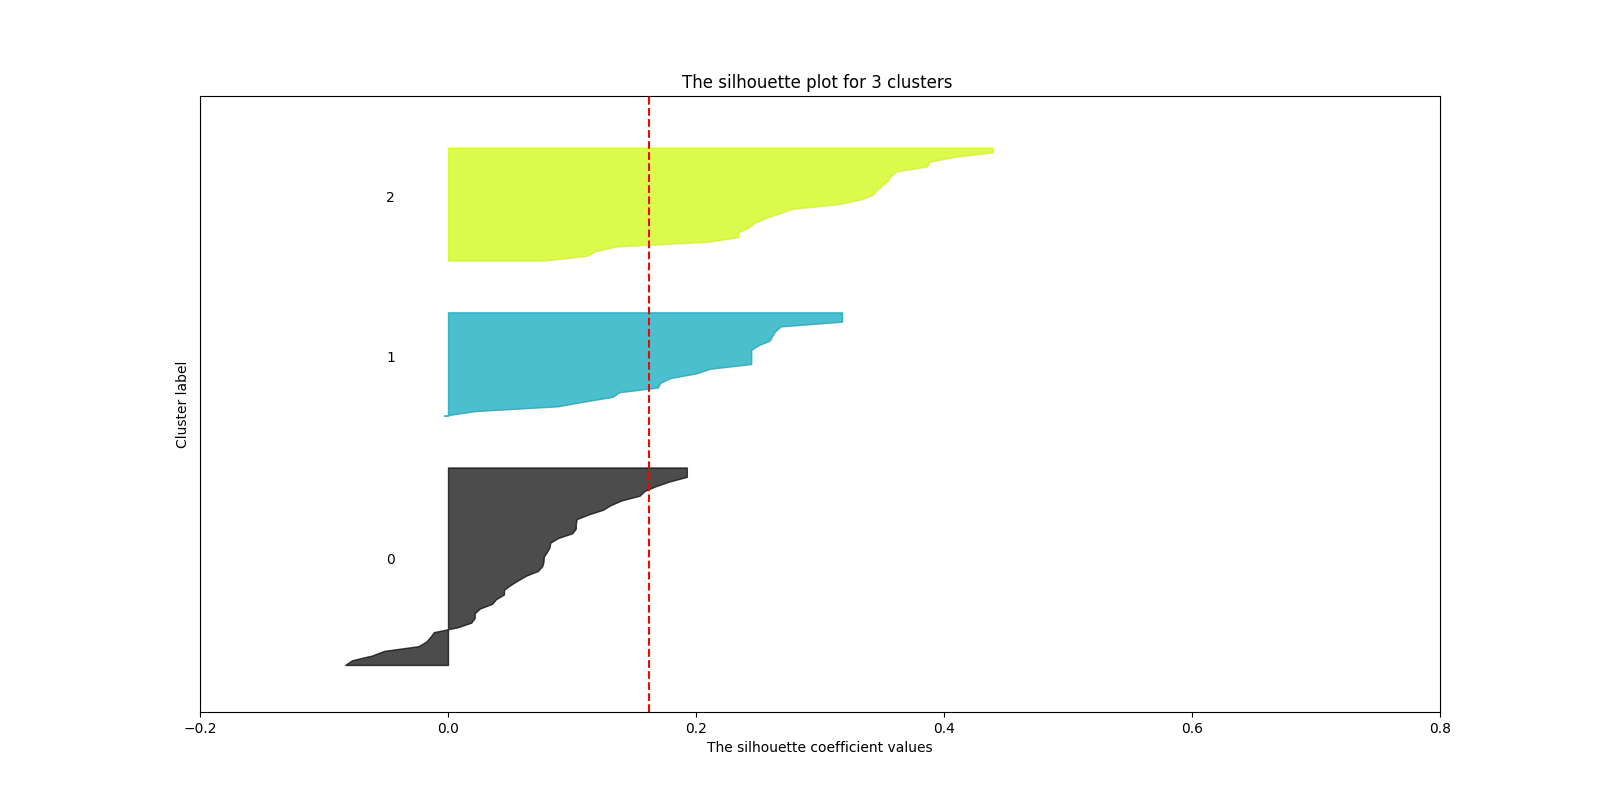 The silhouette plot for 3 clusters
Cluster label
2
1
0
−0.2 0.0 0.2 0.4 0.6 0.8
The silhouette coefficient values